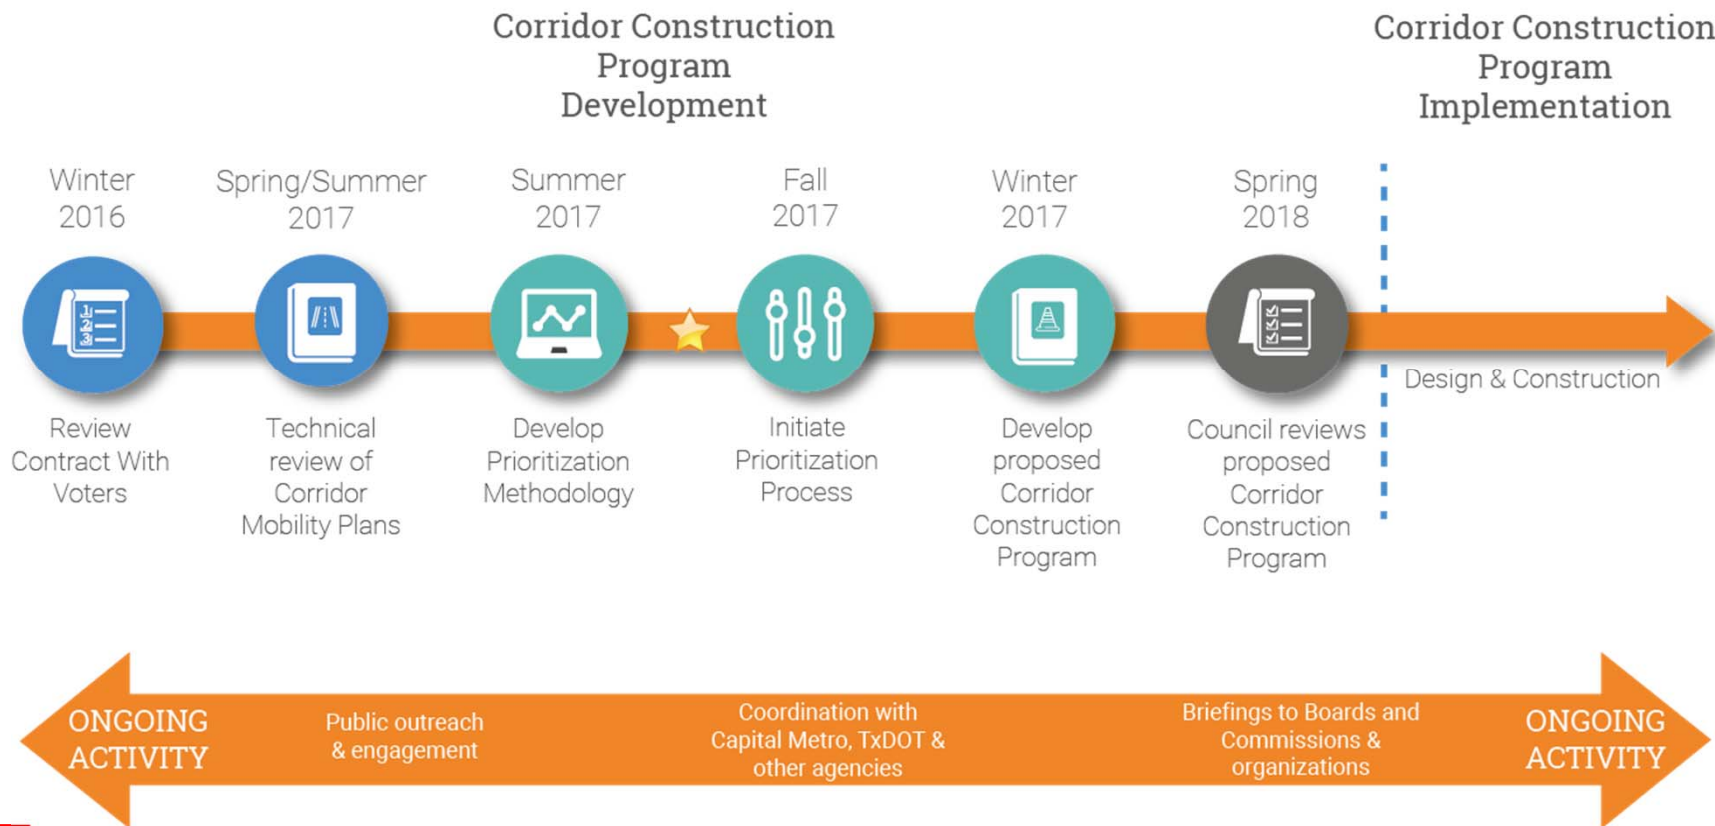 Corridor Construction
Program
Development
Corridor Construction
Program
Implementation
Winter
2016
Spring/Summer
2017
Summer
2017
Fall
2017
Winter
2017
Spring
2018
Review
Contract With
Voters
Technical
review of
Corridor
Mobility Plans
Develop
Prioritization
Methodology
Initiate
Prioritization
Process
Develop
proposed
Corridor
Construction
Program
Council reviews
proposed
Corridor
Construction
Program
Design & Construction
ONGOING
ACTIVITY
Public outreach
& engagement
Coordination with
Capital Metro, TxDOT &
other agencies
Briefings to Boards and
Commissions &
organizations
ONGOING
ACTIVITY